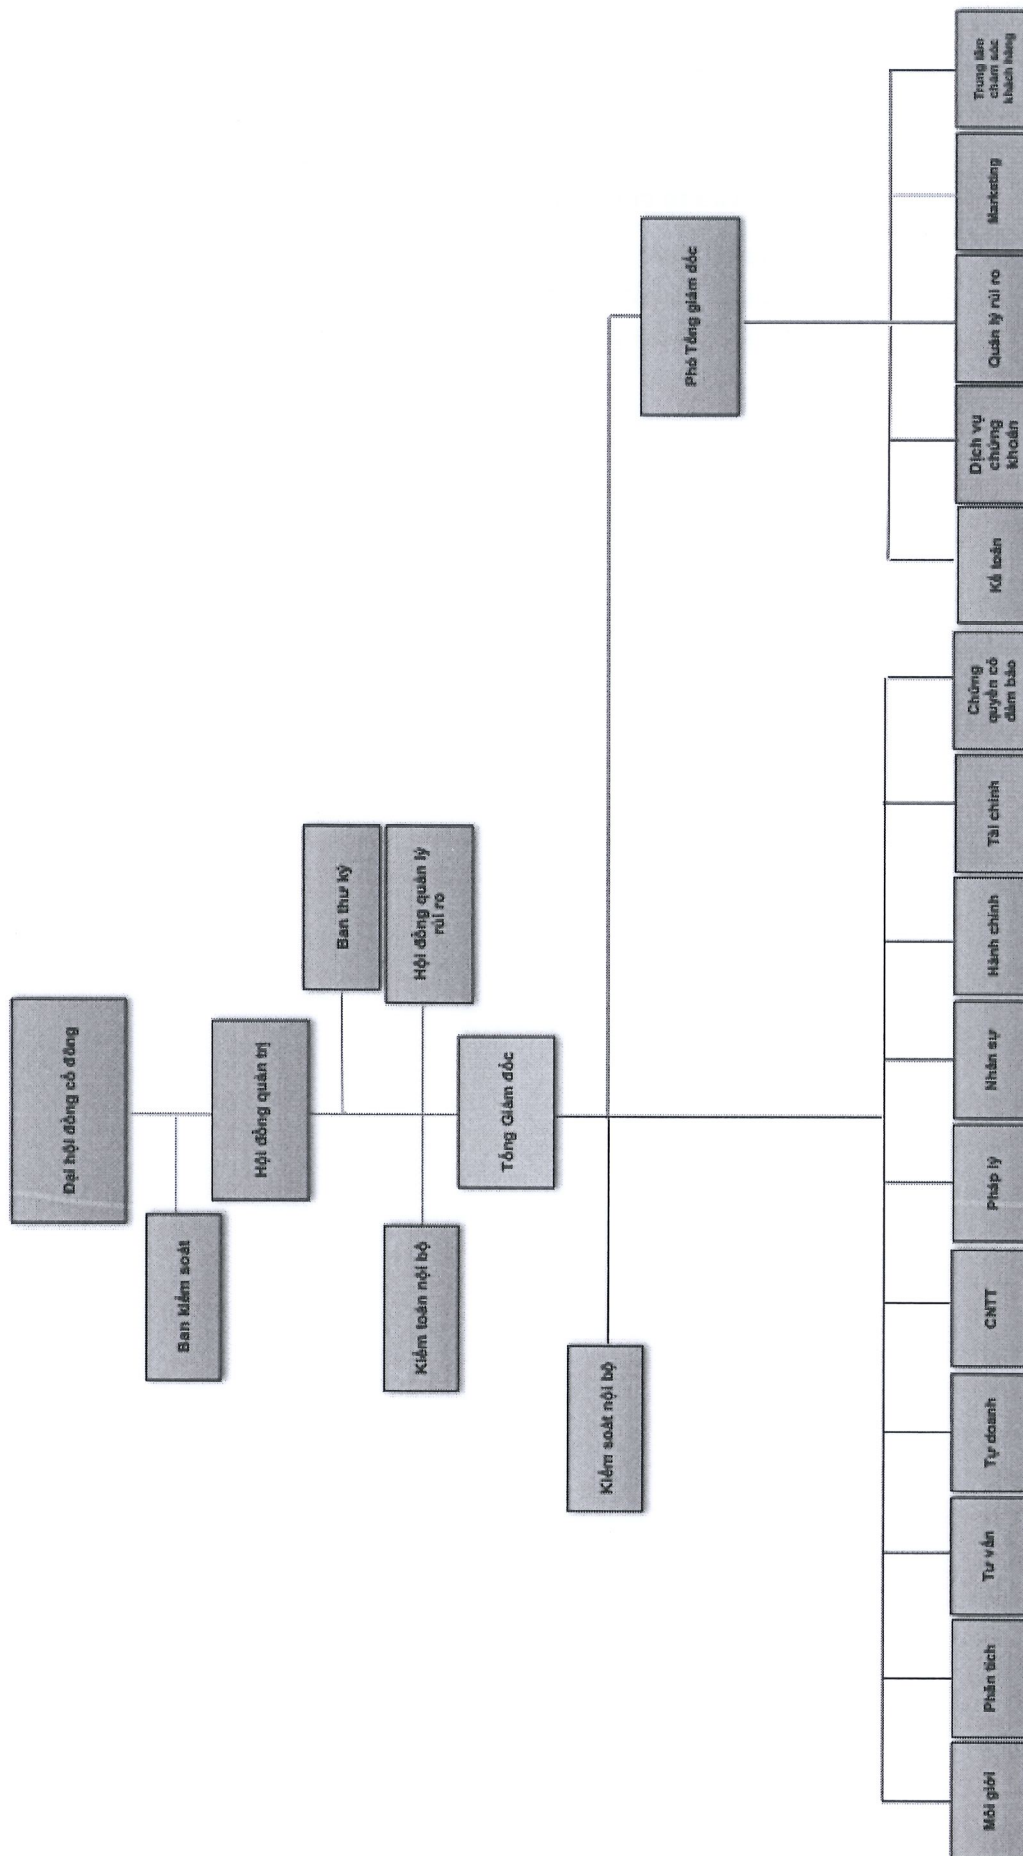 Đại hội đồng cổ đông
Ban kiểm soát
Hội đồng quản trị
Ban thư ký
Kiểm toán nội bộ
Hội đồng quản lý
rủi ro
Tổng Giám đốc
Kiểm soát nội bộ
Phó Tổng giám đốc
Môi giới
Phân tích
Tư vấn
Tự doanh
CNTT
Pháp lý
Nhân sự
Hành chính
Tài chính
Chứng
quyền có
đảm bảo
Kế toán
Dịch vụ
chứng
khoán
Quản lý rủi ro
Marketing
Trung tâm
chăm sóc
khách hàng